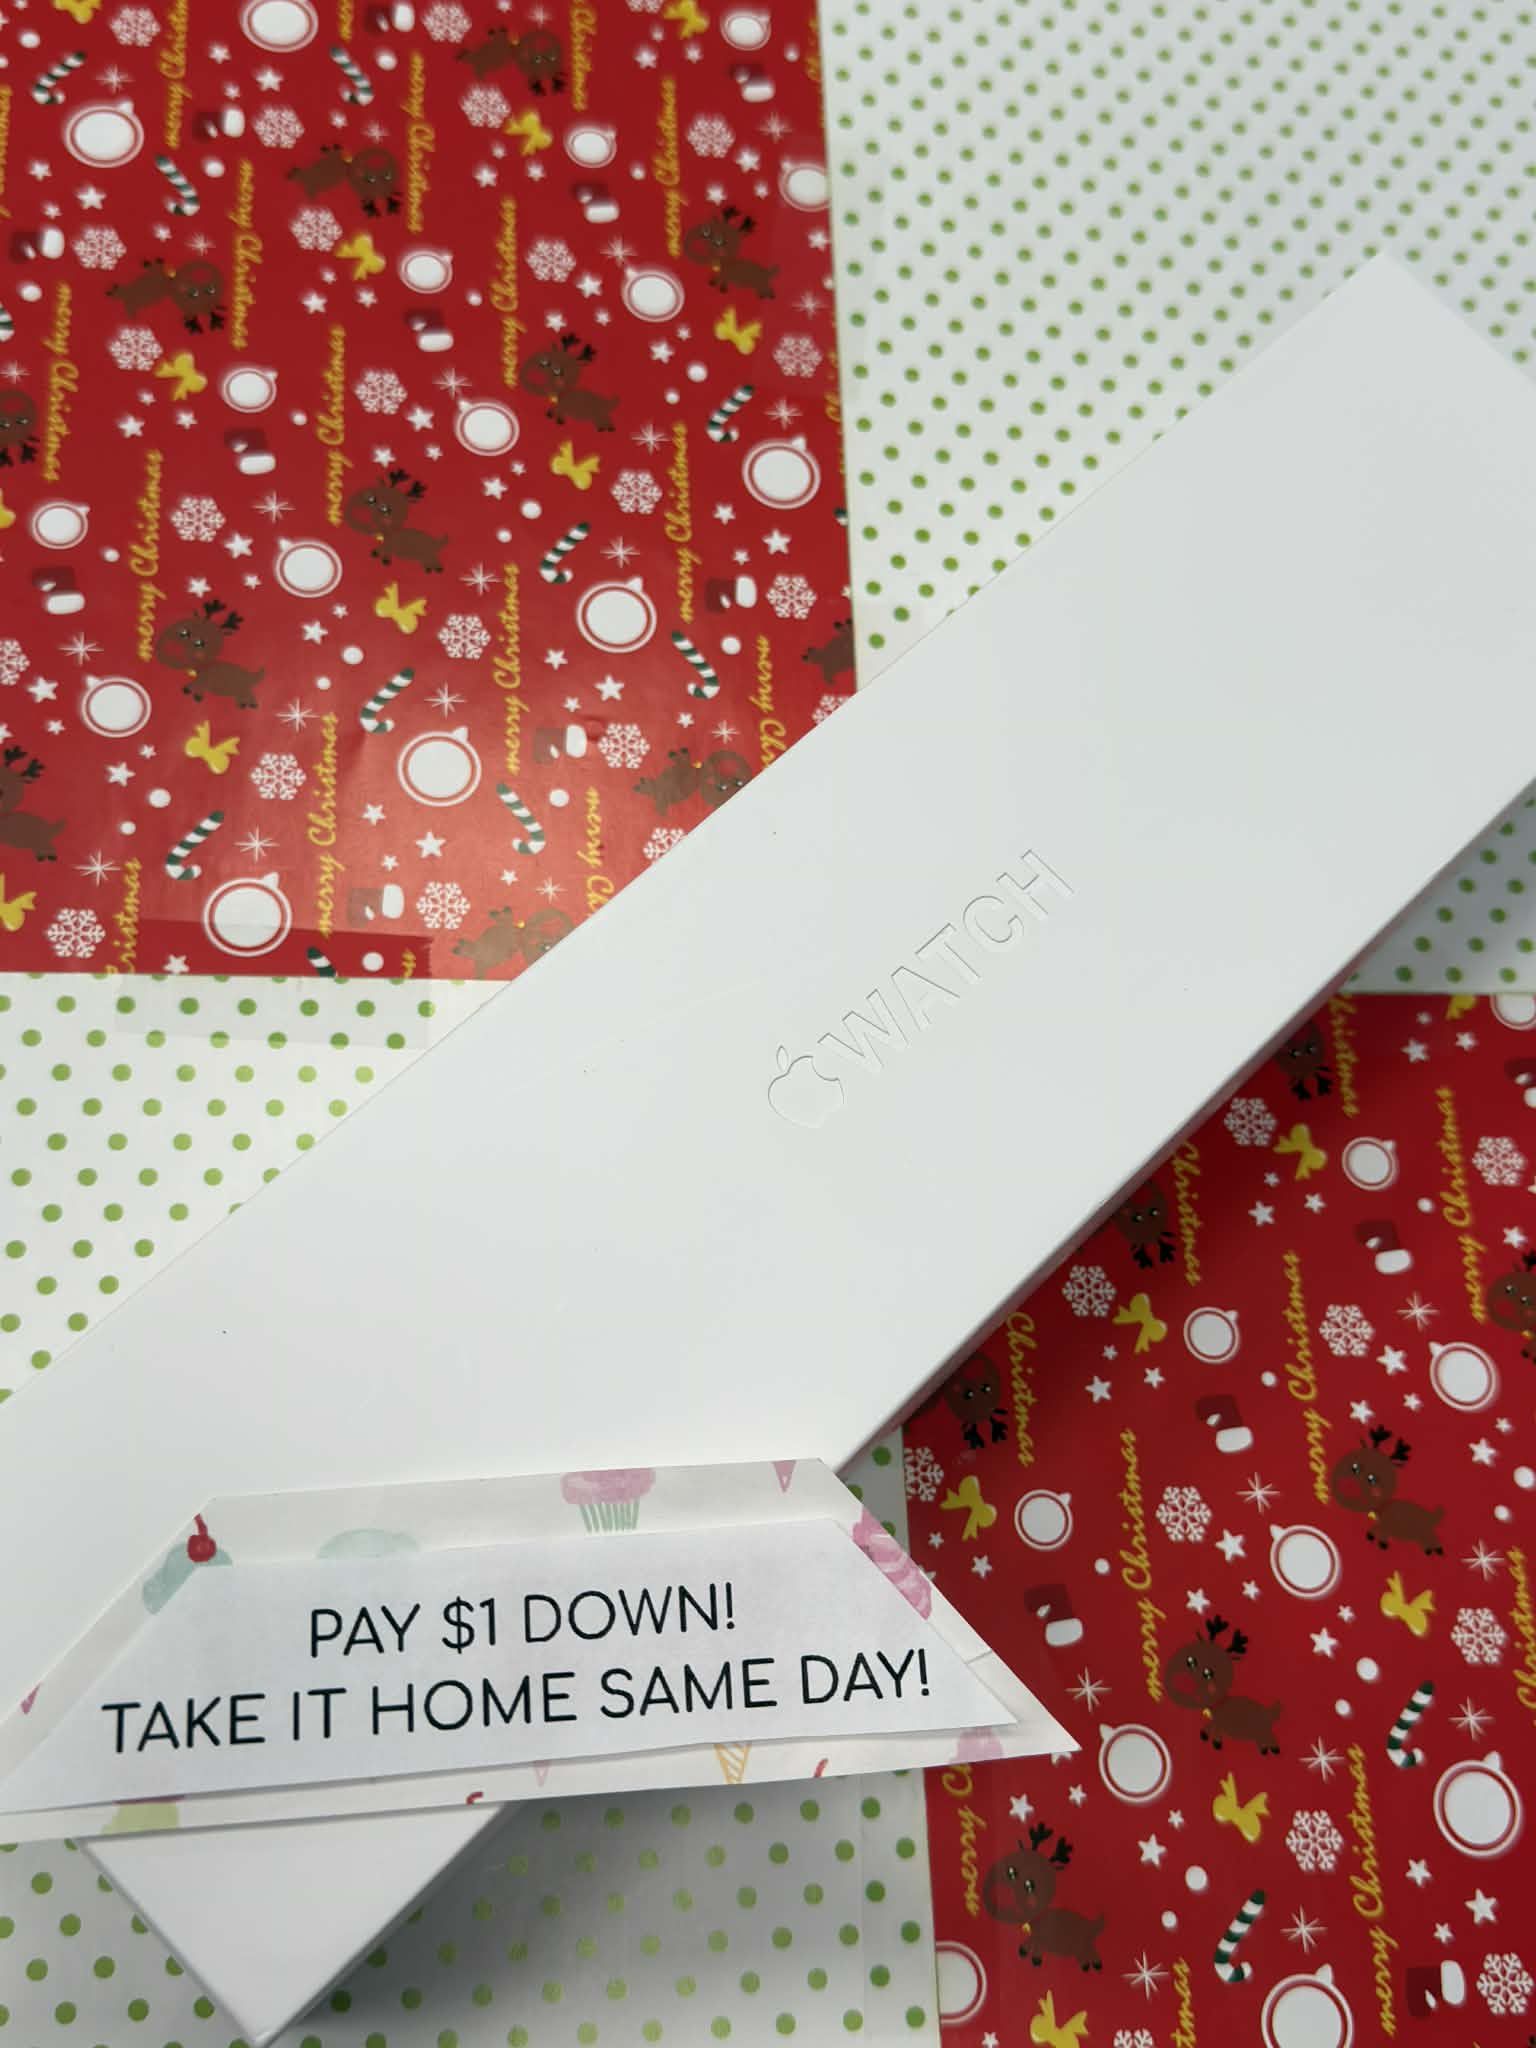 merry Christmas
WATCH
PAY $1 DOWN!
TAKE IT HOME SAME DAY!